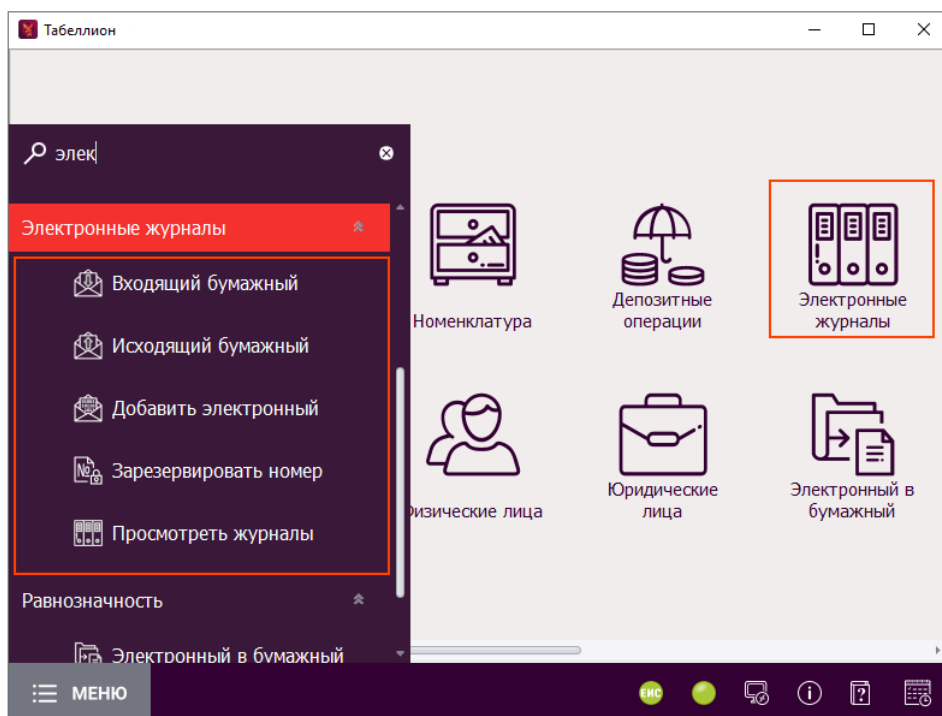 Табеллион
элек
Электронные журналы
Входящий бумажный
Исходящий бумажный
Добавить электронный
Зарезервировать номер
Просмотреть журналы
Равнозначность
Электронный в бумажный
Номенклатура
Депозитные
операции
Электронные
журналы
изические лица
Юридические
лица
Электронный в
бумажный
МЕНЮ
ЕИС